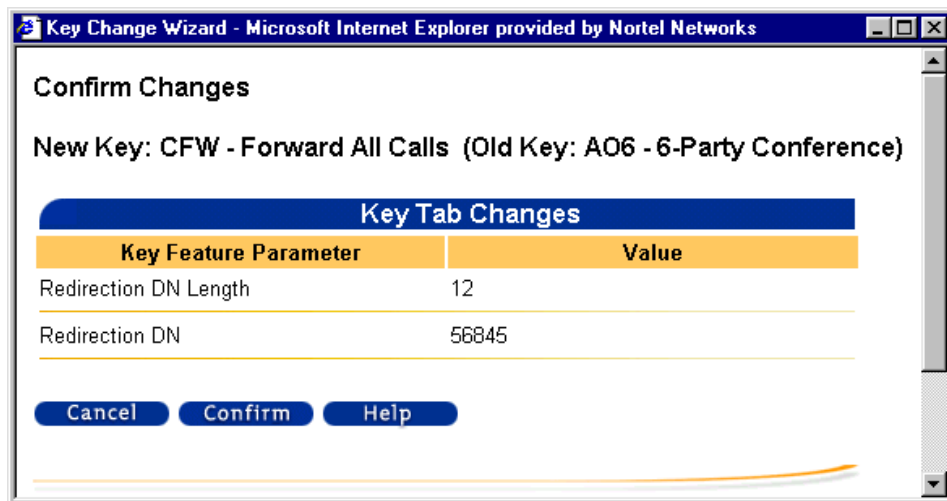 Key Change Wizard - Microsoft Internet Explorer provided by Nortel Networks
Confirm Changes
New Key: CFW - Forward All Calls (Old Key: AO6 - 6-Party Conference)
Key Tab Changes
Key Feature Parameter Value
Redirection DN Length 12
Redirection DN 56845
Cancel Confirm Help